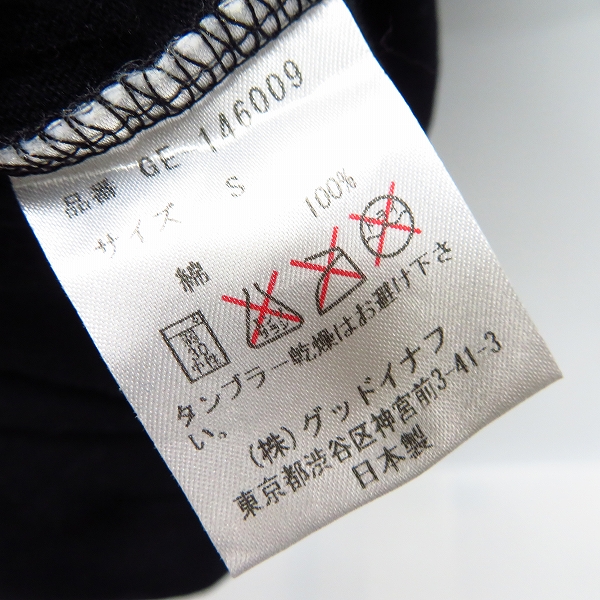 品番 GE-146009
サイズ S
綿 100%
タンブラー乾燥はお避け下さ
い。
(株)グッドイナフ
東京都渋谷区神宮前3-41-3
日本製